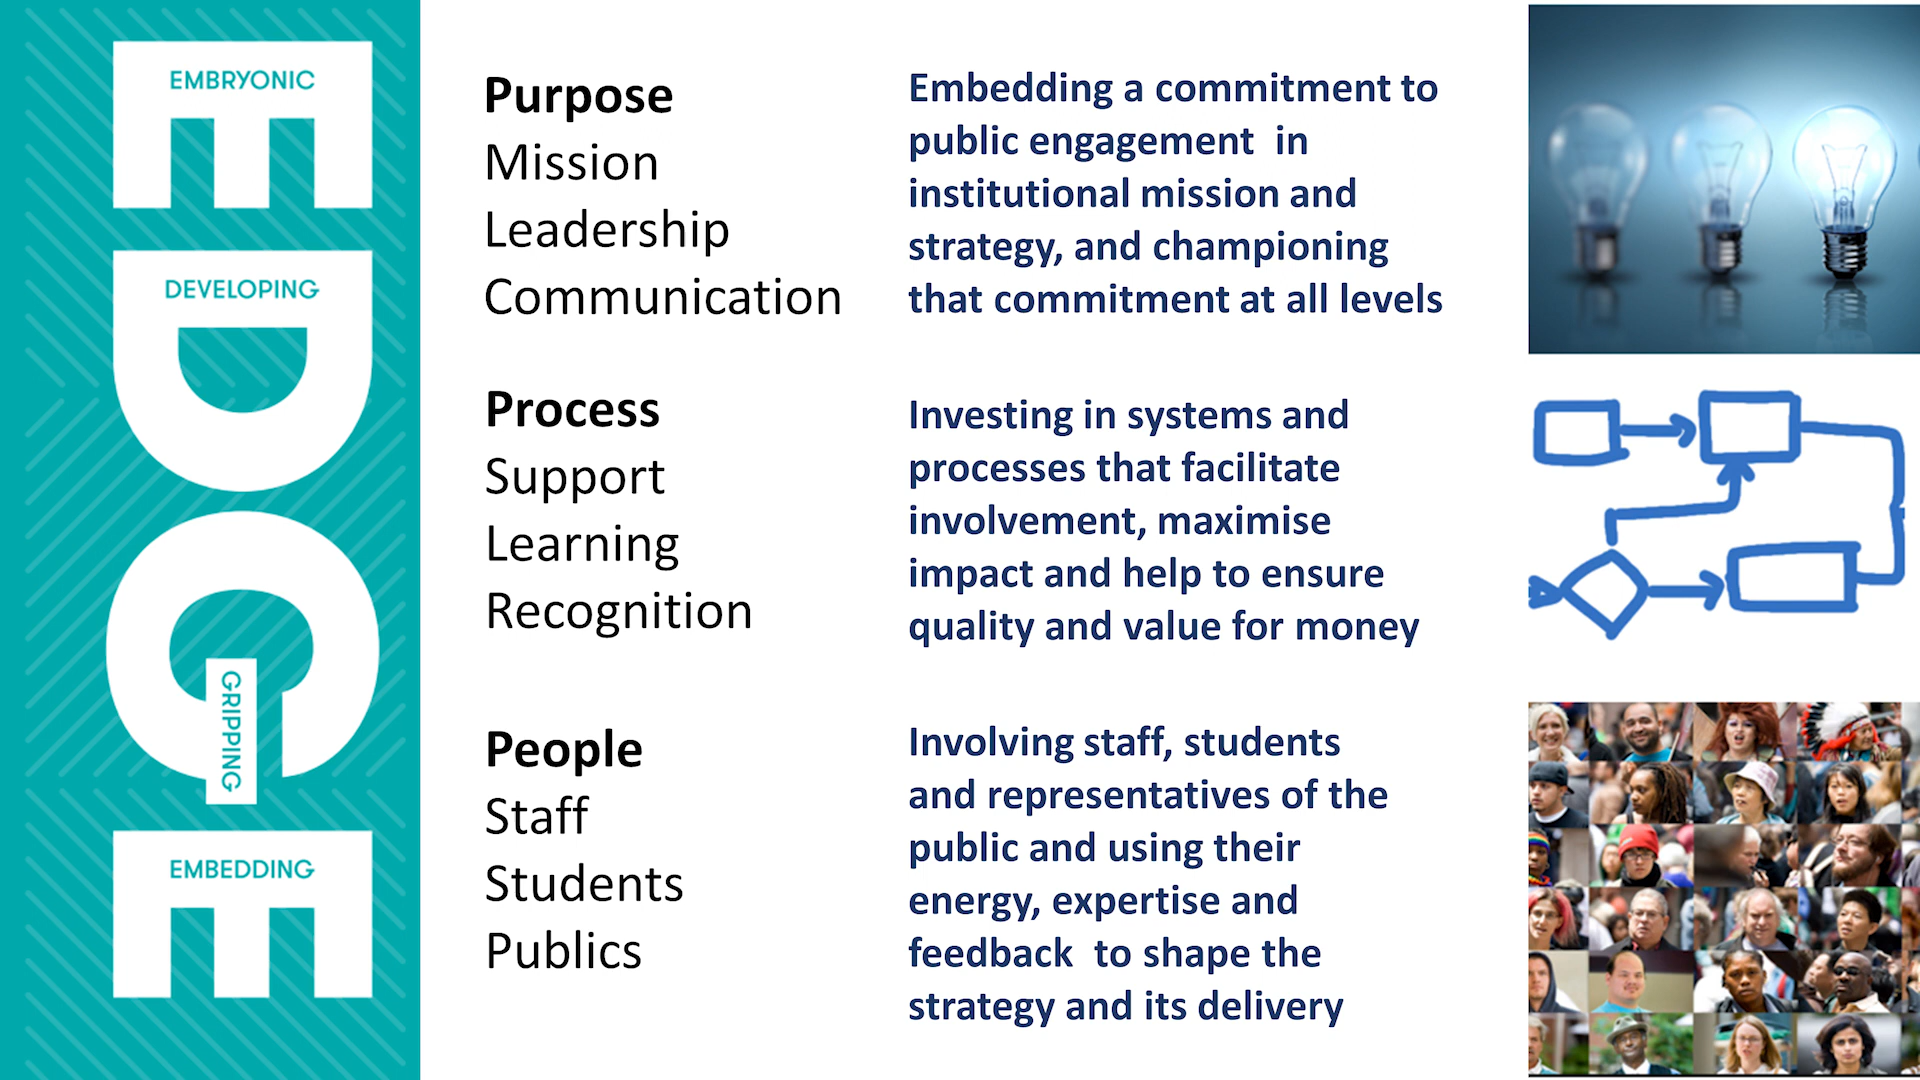 EMBRYONIC
DEVELOPING
GRIPPING
EMBEDDING
EDGE
Purpose
Mission
Leadership
Communication
Embedding a commitment to
public engagement in
institutional mission and
strategy, and championing
that commitment at all levels
Process
Support
Learning
Recognition
Investing in systems and
processes that facilitate
involvement, maximise
impact and help to ensure
quality and value for money
People
Staff
Students
Publics
Involving staff, students
and representatives of the
public and using their
energy, expertise and
feedback to shape the
strategy and its delivery